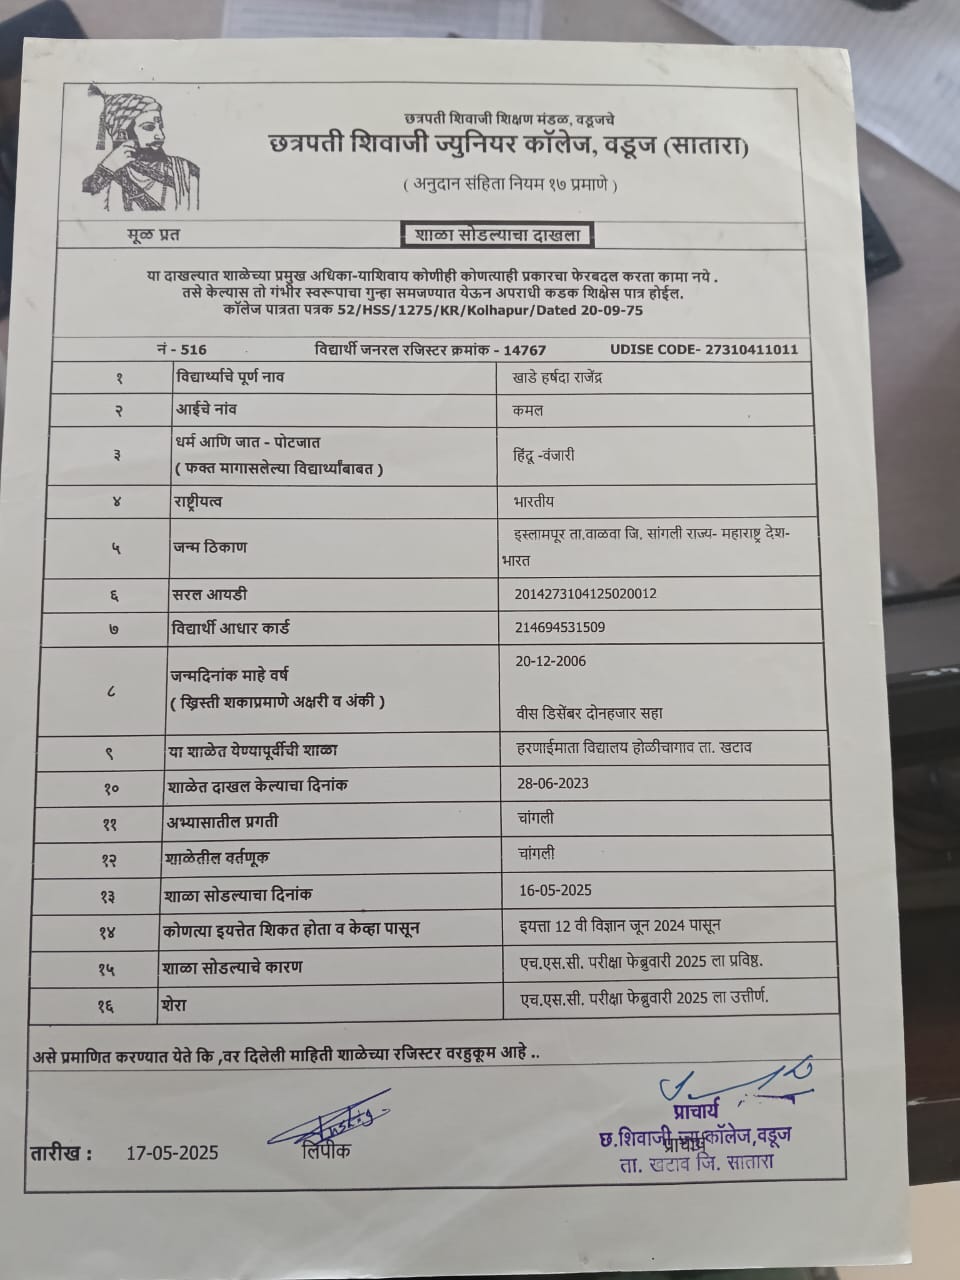 छत्रपती शिवाजी शिक्षण मंडळ, वडूजचे
छत्रपती शिवाजी ज्युनियर कॉलेज, वडूज (सातारा)
( अनुदान संहिता नियम १७ प्रमाणे )
मूळ प्रत शाळा सोडल्याचा दाखला
या दाखल्यात शाळेच्या प्रमुख अधिका-याशिवाय कोणीही कोणत्याही प्रकारचा फेरबदल करता कामा नये .
तसे केल्यास तो गंभीर स्वरूपाचा गुन्हा समजण्यात येऊन अपराधी कडक शिक्षेस पात्र होईल.
कॉलेज पात्रता पत्रक 52/HSS/1275/KR/Kolhapur/Dated 20-09-75
नं - 516 विद्यार्थी जनरल रजिस्टर क्रमांक - 14767 UDISE CODE- 27310411011
१ विद्यार्थ्याचे पूर्ण नाव खाडे हर्षदा राजेंद्र
२ आईचे नांव कमल
३ धर्म आणि जात - पोटजात
( फक्त मागासलेल्या विद्यार्थ्यांबाबत ) हिंदू -वंजारी
४ राष्ट्रीयत्व भारतीय
५ जन्म ठिकाण इस्लामपूर ता.वाळवा जि. सांगली राज्य- महाराष्ट्र देश-
भारत
६ सरल आयडी 2014273104125020012
७ विद्यार्थी आधार कार्ड 214694531509
८ जन्मदिनांक माहे वर्ष 20-12-2006
( ख्रिस्ती शकाप्रमाणे अक्षरी व अंकी ) वीस डिसेंबर दोनहजार सहा
९ या शाळेत येण्यापूर्वीची शाळा हरणाईमाता विद्यालय होळीचागाव ता. खटाव
१० शाळेत दाखल केल्याचा दिनांक 28-06-2023
११ अभ्यासातील प्रगती चांगली
१२ शाळेतील वर्तणूक चांगली
१३ शाळा सोडल्याचा दिनांक 16-05-2025
१४ कोणत्या इयत्तेत शिकत होता व केव्हा पासून इयत्ता 12 वी विज्ञान जून 2024 पासून
१५ शाळा सोडल्याचे कारण एच.एस.सी. परीक्षा फेब्रुवारी 2025 ला प्रविष्ठ.
१६ शेरा एच.एस.सी. परीक्षा फेब्रुवारी 2025 ला उत्तीर्ण.
असे प्रमाणित करण्यात येते कि ,वर दिलेली माहिती शाळेच्या रजिस्टर वरहुकूम आहे ..
तारीख : 17-05-2025 लिपीक
प्राचार्य
छ.शिवाजी ज्यु.कॉलेज,वडूज
प्राचार्य
ता. खटाव जि. सातारा